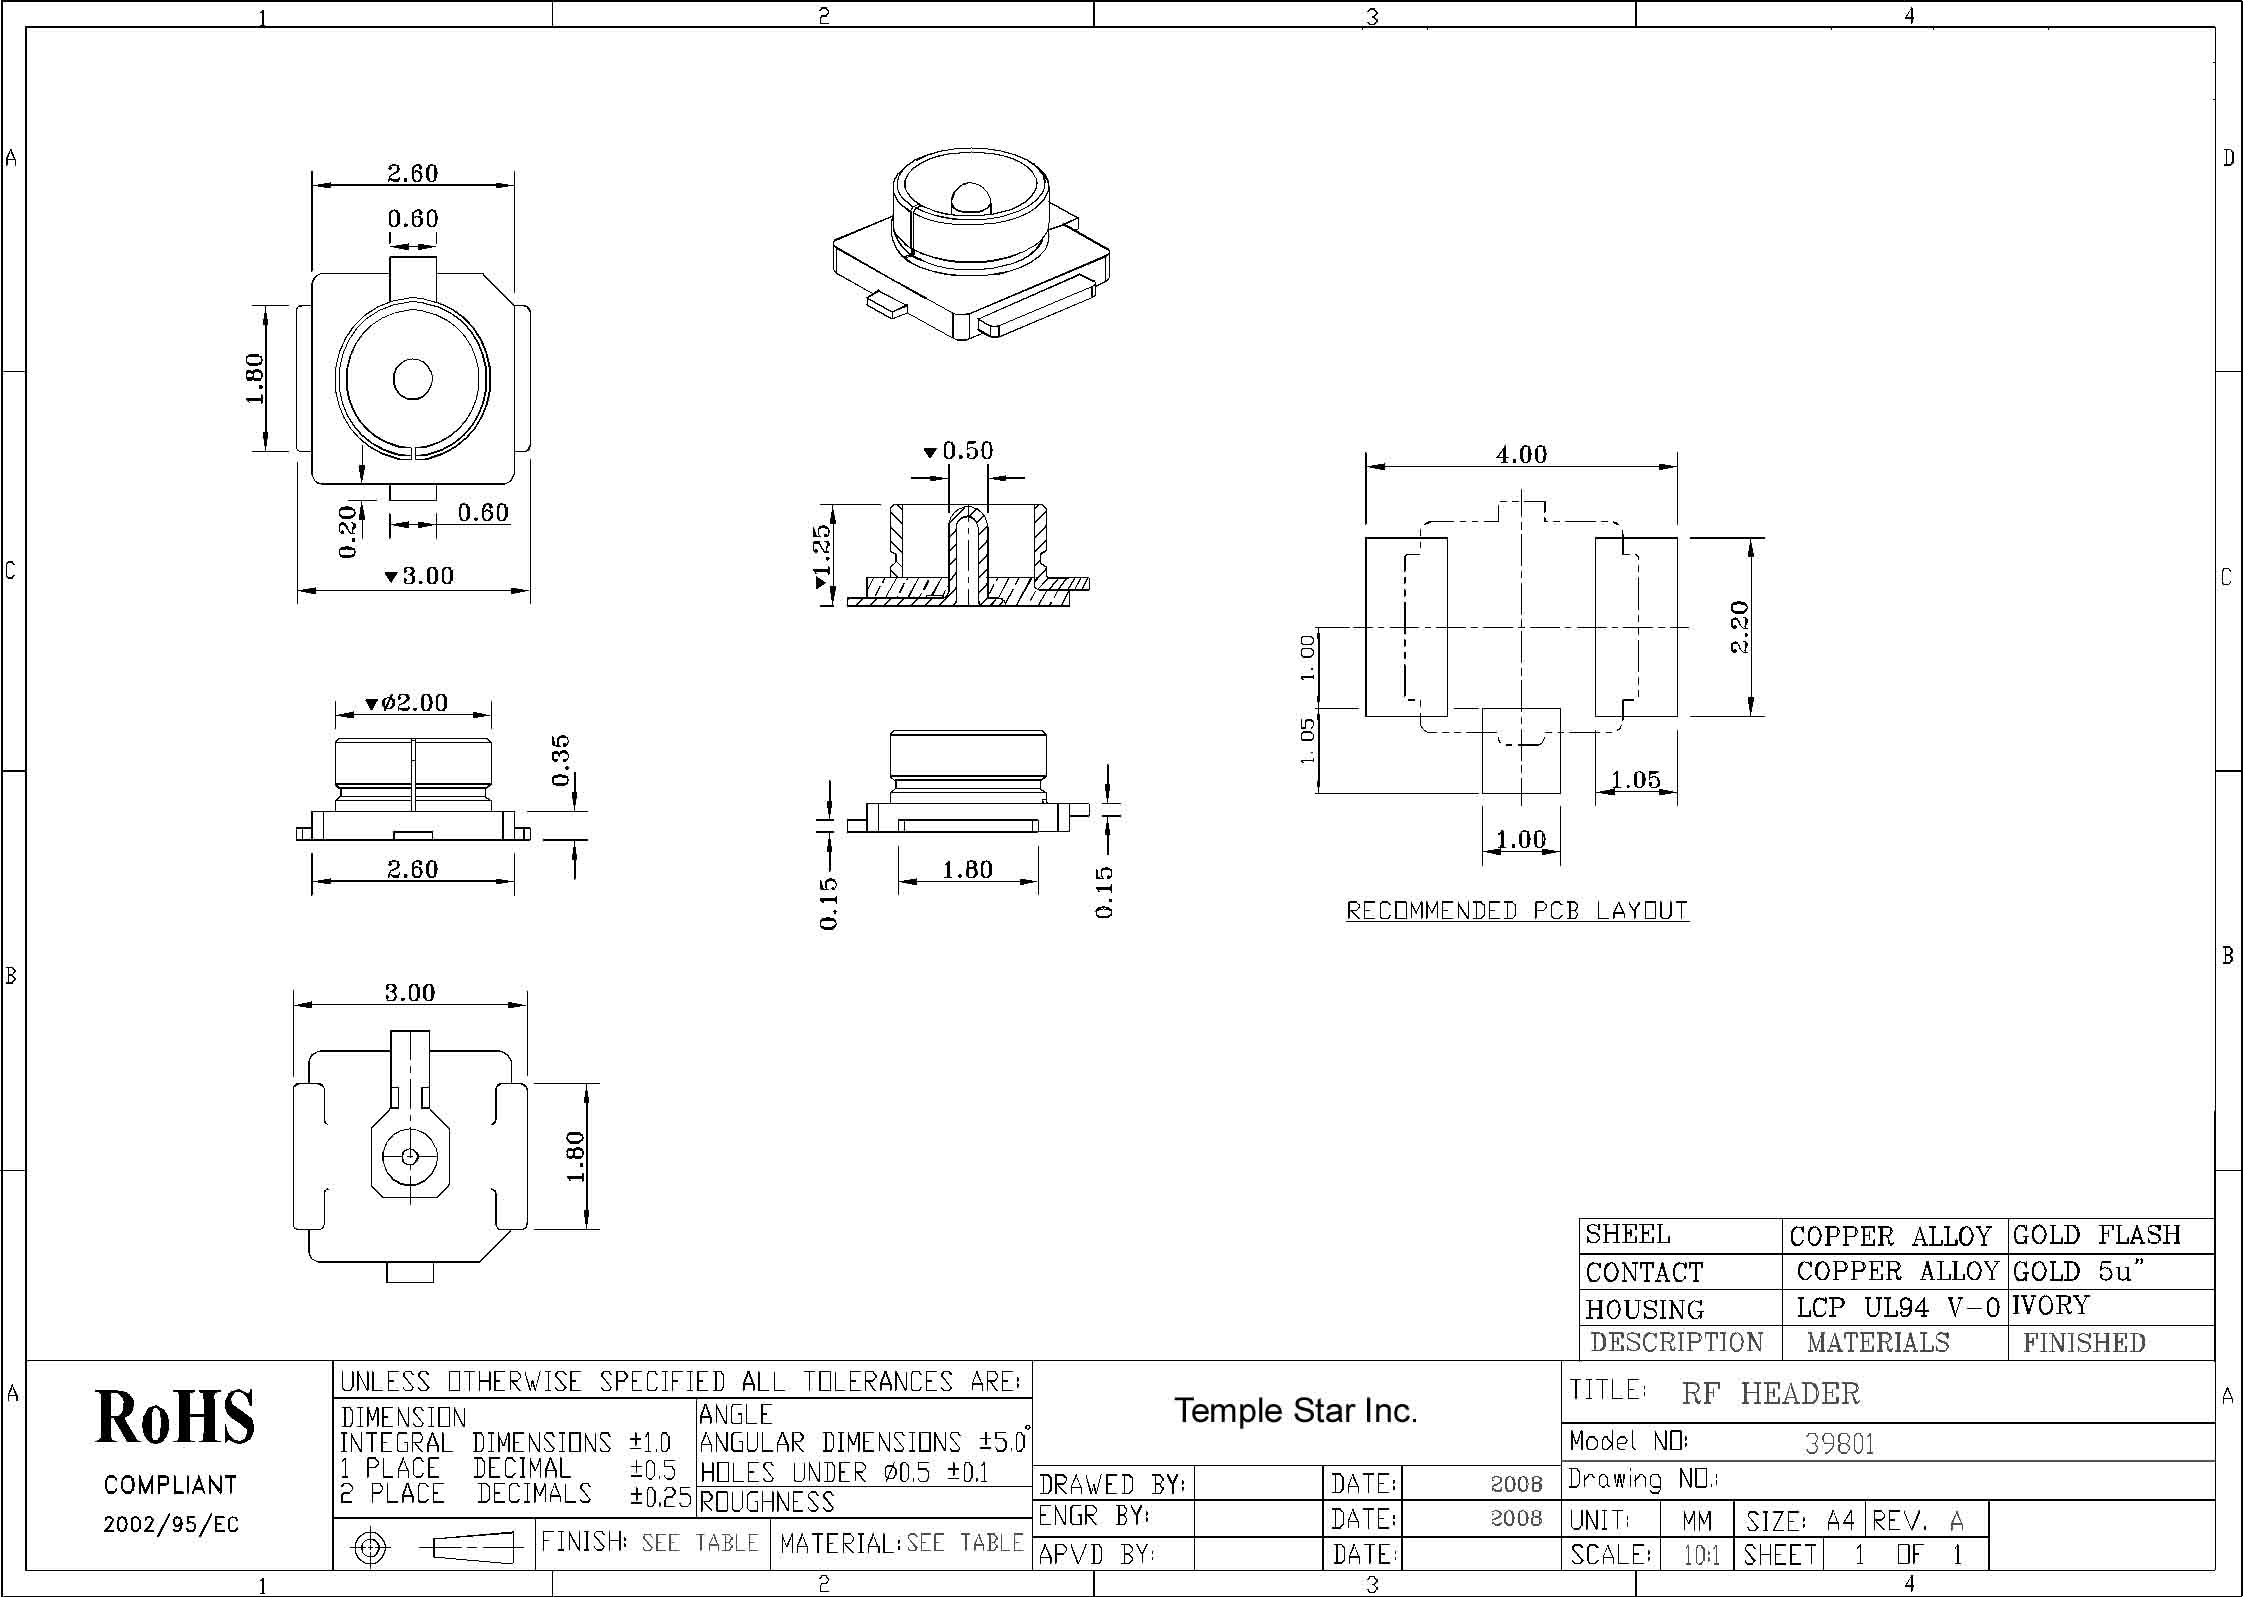 1 2 3 4
A D
2.60
0.60
1.80
0.20
0.60
▼3.00
▼0.50
▼1.25
4.00
2.20
1.00
1.05
1.05
1.00
RECOMMENDED PCB LAYOUT
C C
▼ø2.00
0.35
2.60
0.15
1.80
0.15
B B
3.00
1.80
SHEEL COPPER ALLOY GOLD FLASH
CONTACT COPPER ALLOY GOLD 5u"
HOUSING LCP UL94 V-0 IVORY
DESCRIPTION MATERIALS FINISHED
A A
RoHS
COMPLIANT
2002/95/EC
UNLESS OTHERWISE SPECIFIED ALL TOLERANCES ARE:
DIMENSION
INTEGRAL DIMENSIONS ±1.0
1 PLACE DECIMAL ±0.5
2 PLACE DECIMALS ±0.25
ANGLE
ANGULAR DIMENSIONS ±5.0°
HOLES UNDER Ø0.5 ±0.1
ROUGHNESS
FINISH: SEE TABLE
MATERIAL: SEE TABLE
Temple Star Inc.
DRAWED BY: DATE: 2008
ENGR BY: DATE: 2008
APVD BY: DATE:
TITLE: RF HEADER
Model NO: 39801
Drawing NO.:
UNIT: MM SIZE: A4 REV. A
SCALE: 10:1 SHEET 1 OF 1
1 2 3 4